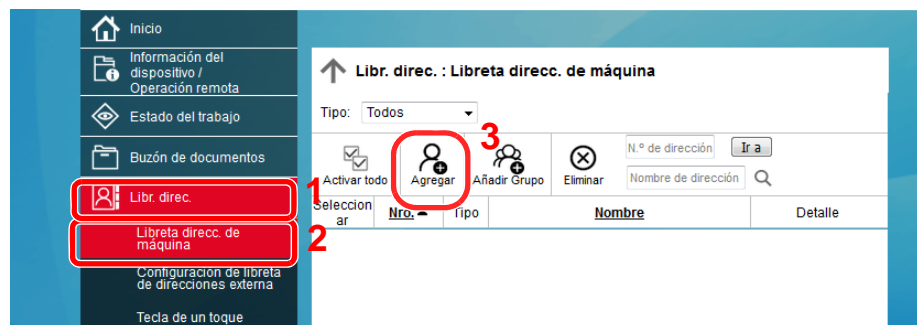 Inicio
Información del
dispositivo /
Operación remota
Estado del trabajo
Buzón de documentos
Libr. direc.
1
Libreta direcc. de
máquina
2
Configuración de libreta
de direcciones externa
Tecla de un toque
Libr. direc. : Libreta direcc. de máquina
Tipo: Todos
3
Activar todo Agregar Añadir Grupo Eliminar
N.º de dirección Ir a
Nombre de dirección
Seleccion
ar Nro. Tipo Nombre Detalle